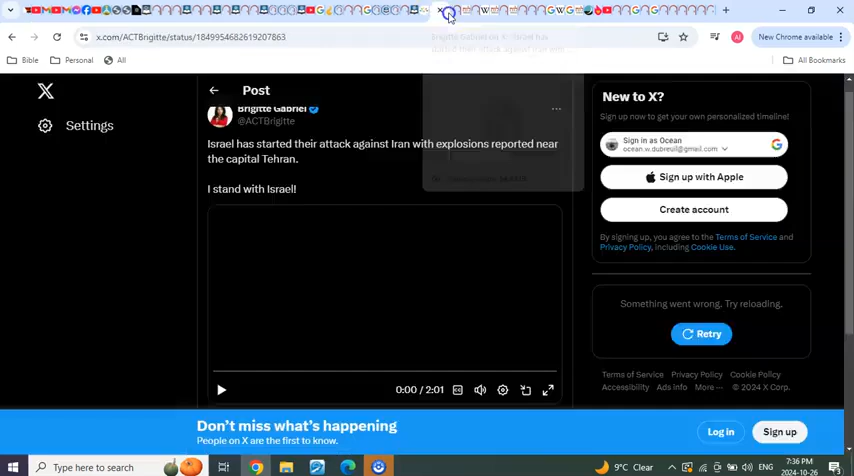 x.com/ACTBrigitte/status/1849954682619207863
AI
New Chrome available
Bible
Personal
All
All Bookmarks
Settings
Post
Brigitte Gabriel
@ACTBrigitte
Israel has started their attack against Iran with explosions reported near
the capital Tehran.
I stand with Israel!
0:00 / 2:01
New to X?
Sign up now to get your own personalized timeline!
Sign in as Ocean
ocean.w.dubreuil@gmail.com
Sign up with Apple
Create account
By signing up, you agree to the Terms of Service and
Privacy Policy, including Cookie Use.
Something went wrong. Try reloading.
Retry
Terms of Service Privacy Policy Cookie Policy
Accessibility Ads info More ··· © 2024 X Corp.
Don't miss what's happening
People on X are the first to know.
Log in
Sign up
Type here to search
9°C Clear
ENG
7:36 PM
2024-10-26